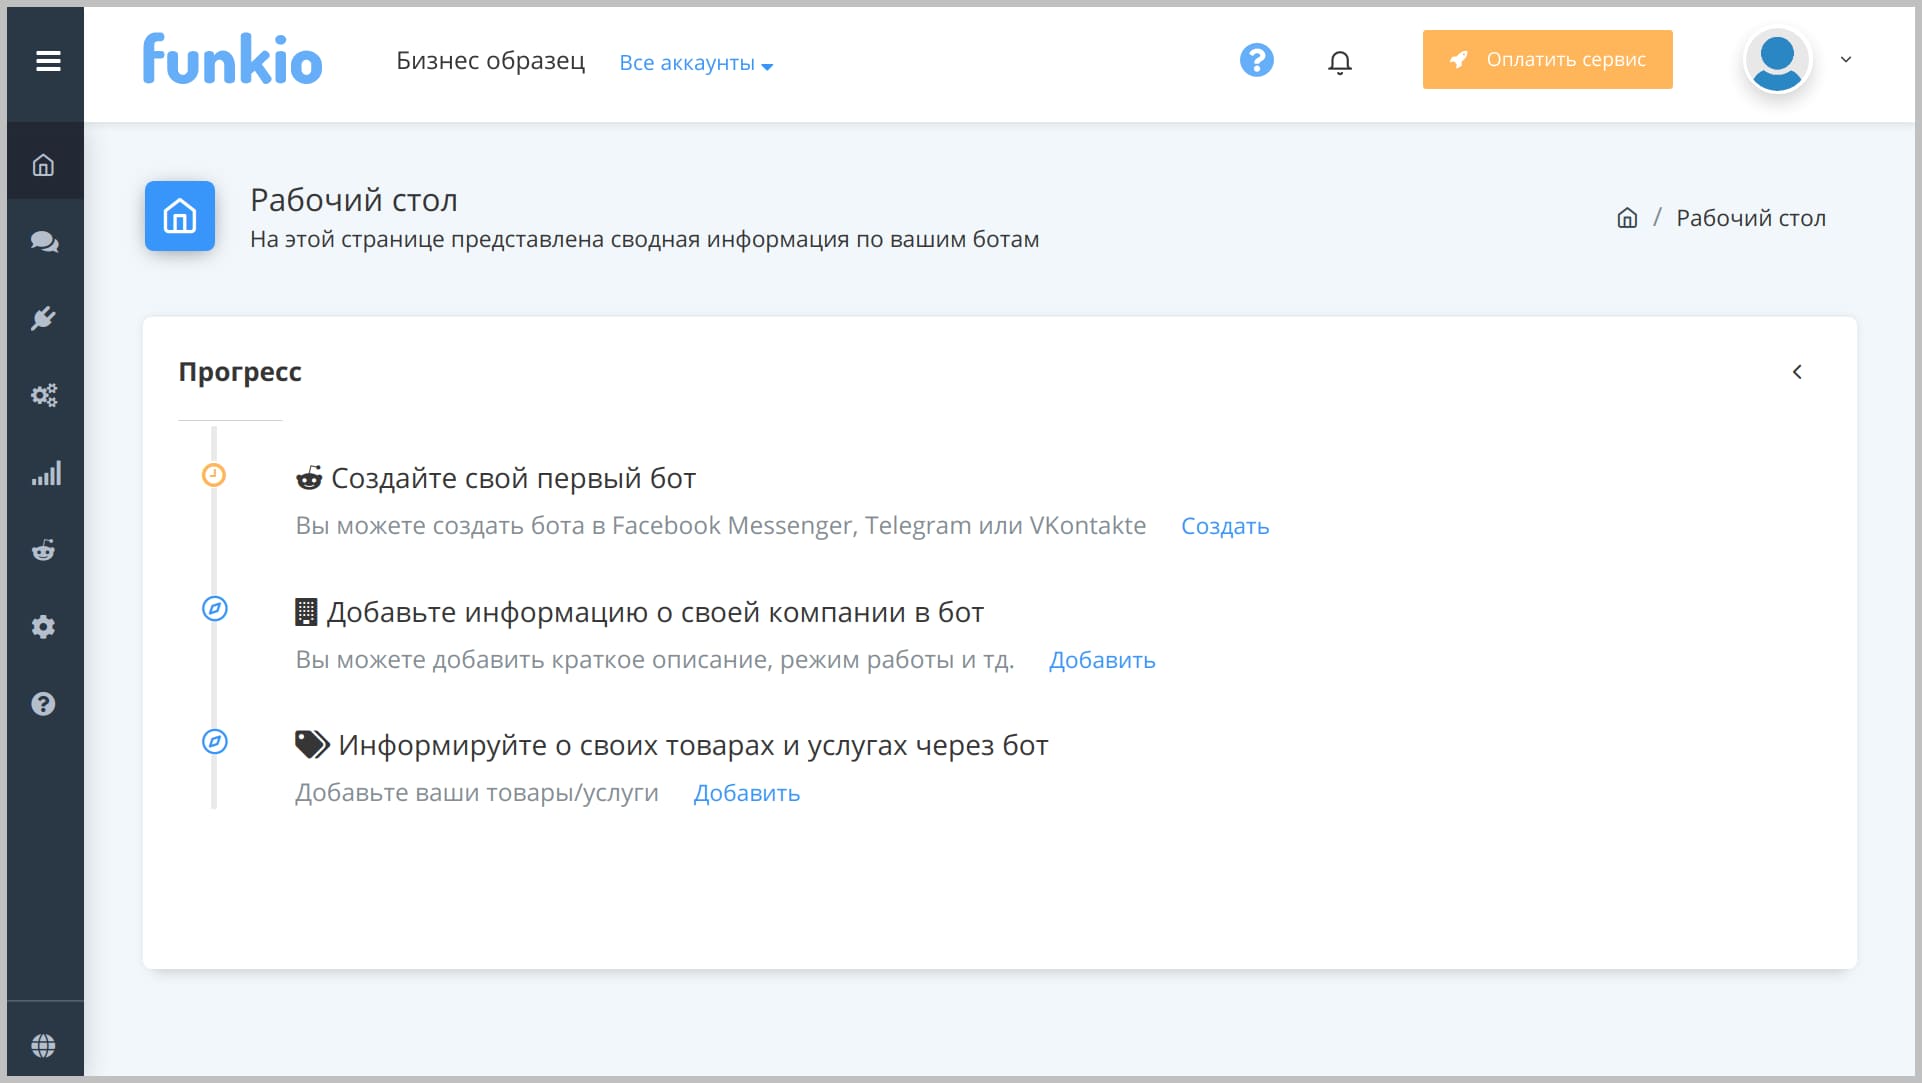 funkio
Бизнес образец
Все аккаунты
Оплатить сервис
Рабочий стол
На этой странице представлена сводная информация по вашим ботам
/ Рабочий стол
Прогресс
Создайте свой первый бот
Вы можете создать бота в Facebook Messenger, Telegram или VKontakte Создать
Добавьте информацию о своей компании в бот
Вы можете добавить краткое описание, режим работы и тд. Добавить
Информируйте о своих товарах и услугах через бот
Добавьте ваши товары/услуги Добавить